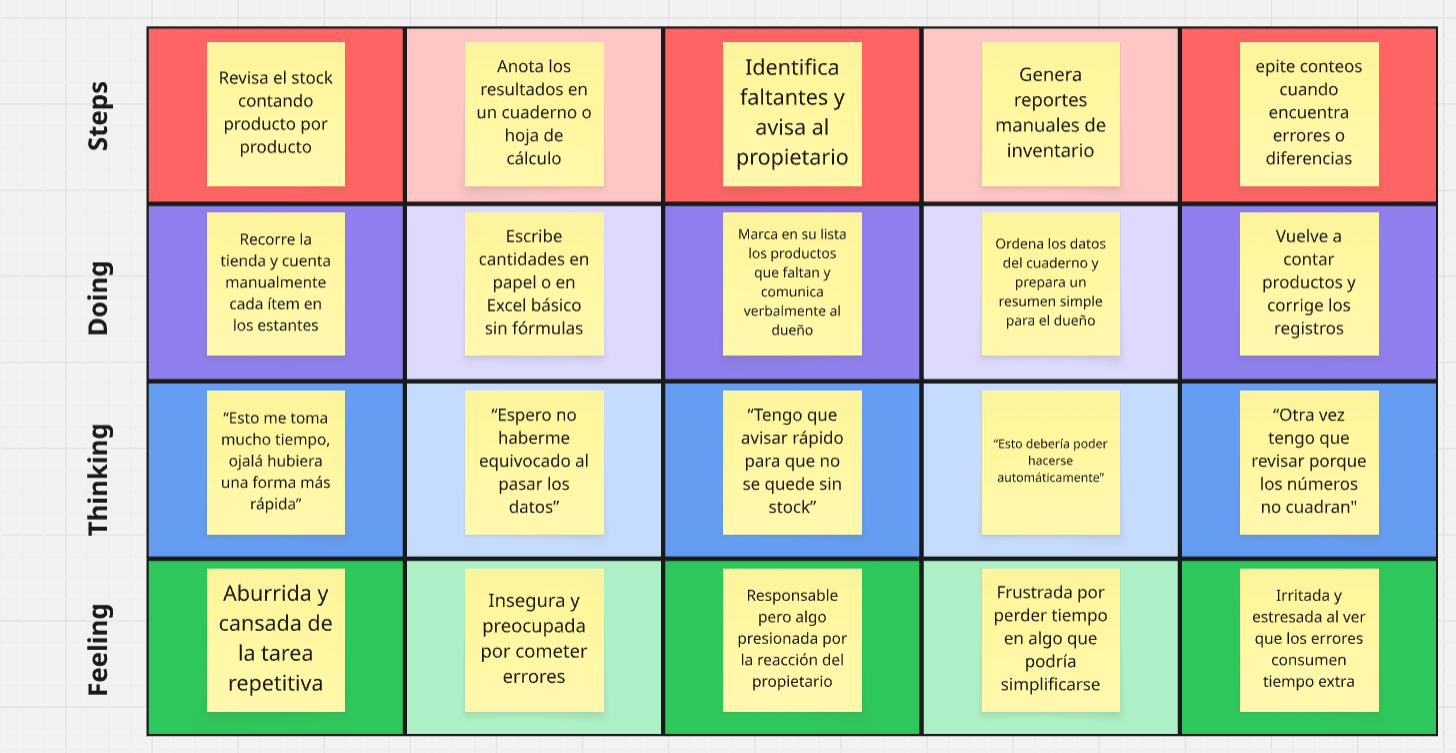 Steps
Revisa el stock
contando
producto por
producto
Anota los
resultados en
un cuaderno o
hoja de
cálculo
Identifica
faltantes y
avisa al
propietario
Genera
reportes
manuales de
inventario
epite conteos
cuando
encuentra
errores o
diferencias
Doing
Recorre la
tienda y cuenta
manualmente
cada ítem en
los estantes
Escribe
cantidades en
papel o en
Excel básico
sin fórmulas
Marca en su lista
los productos
que faltan y
comunica
verbalmente al
dueño
Ordena los datos
del cuaderno y
prepara un
resumen simple
para el dueño
Vuelve a
contar
productos y
corrige los
registros
Thinking
“Esto me toma
mucho tiempo,
ojalá hubiera
una forma más
rápida”
“Espero no
haberme
equivocado al
pasar los
datos”
“Tengo que
avisar rápido
para que no
se quede sin
stock”
“Esto debería poder
hacerse
automáticamente”
“Otra vez
tengo que
revisar porque
los números
no cuadran"
Feeling
Aburrida y
cansada de
la tarea
repetitiva
Insegura y
preocupada
por cometer
errores
Responsable
pero algo
presionada por
la reacción del
propietario
Frustrada por
perder tiempo
en algo que
podría
simplificarse
Irritada y
estresada al ver
que los errores
consumen
tiempo extra